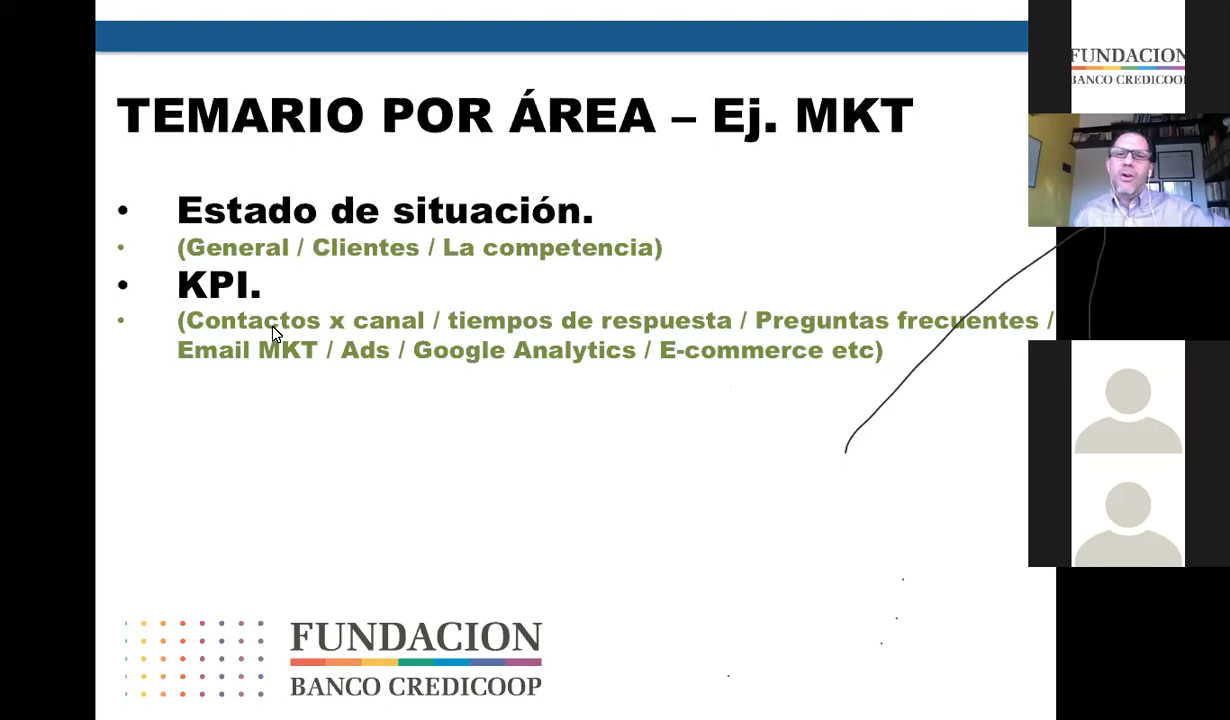 TEMARIO POR ÁREA – Ej. MKT
• Estado de situación.
• (General / Clientes / La competencia)
• KPI.
• (Contactos x canal / tiempos de respuesta / Preguntas frecuentes /
Email MKT / Ads / Google Analytics / E-commerce etc)
FUNDACION
BANCO CREDICOOP
FUNDACION
BANCO CREDICOOP